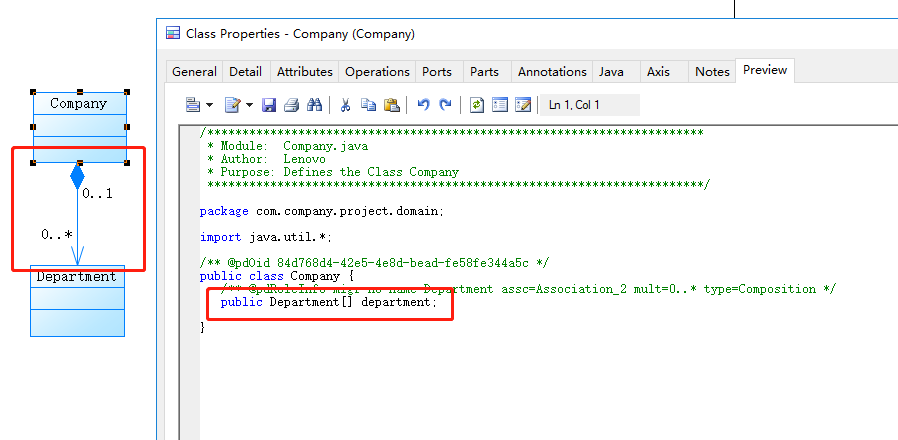 Class Properties - Company (Company)
General Detail Attributes Operations Ports Parts Annotations Java Axis Notes Preview
Ln 1, Col 1
Company
0..1
0..*
Department
/***********************************************************************
 * Module:  Company.java
 * Author:  Lenovo
 * Purpose: Defines the Class Company
 ***********************************************************************/
package com.company.project.domain;
import java.util.*;
/** @pdOid 84d768d4-42e5-4e8d-bead-fe58fe344a5c */
public class Company {
/** @pdRoleInfo migr=no name=Department assc=Association_2 mult=0..* type=Composition */
public Department[] department;
}